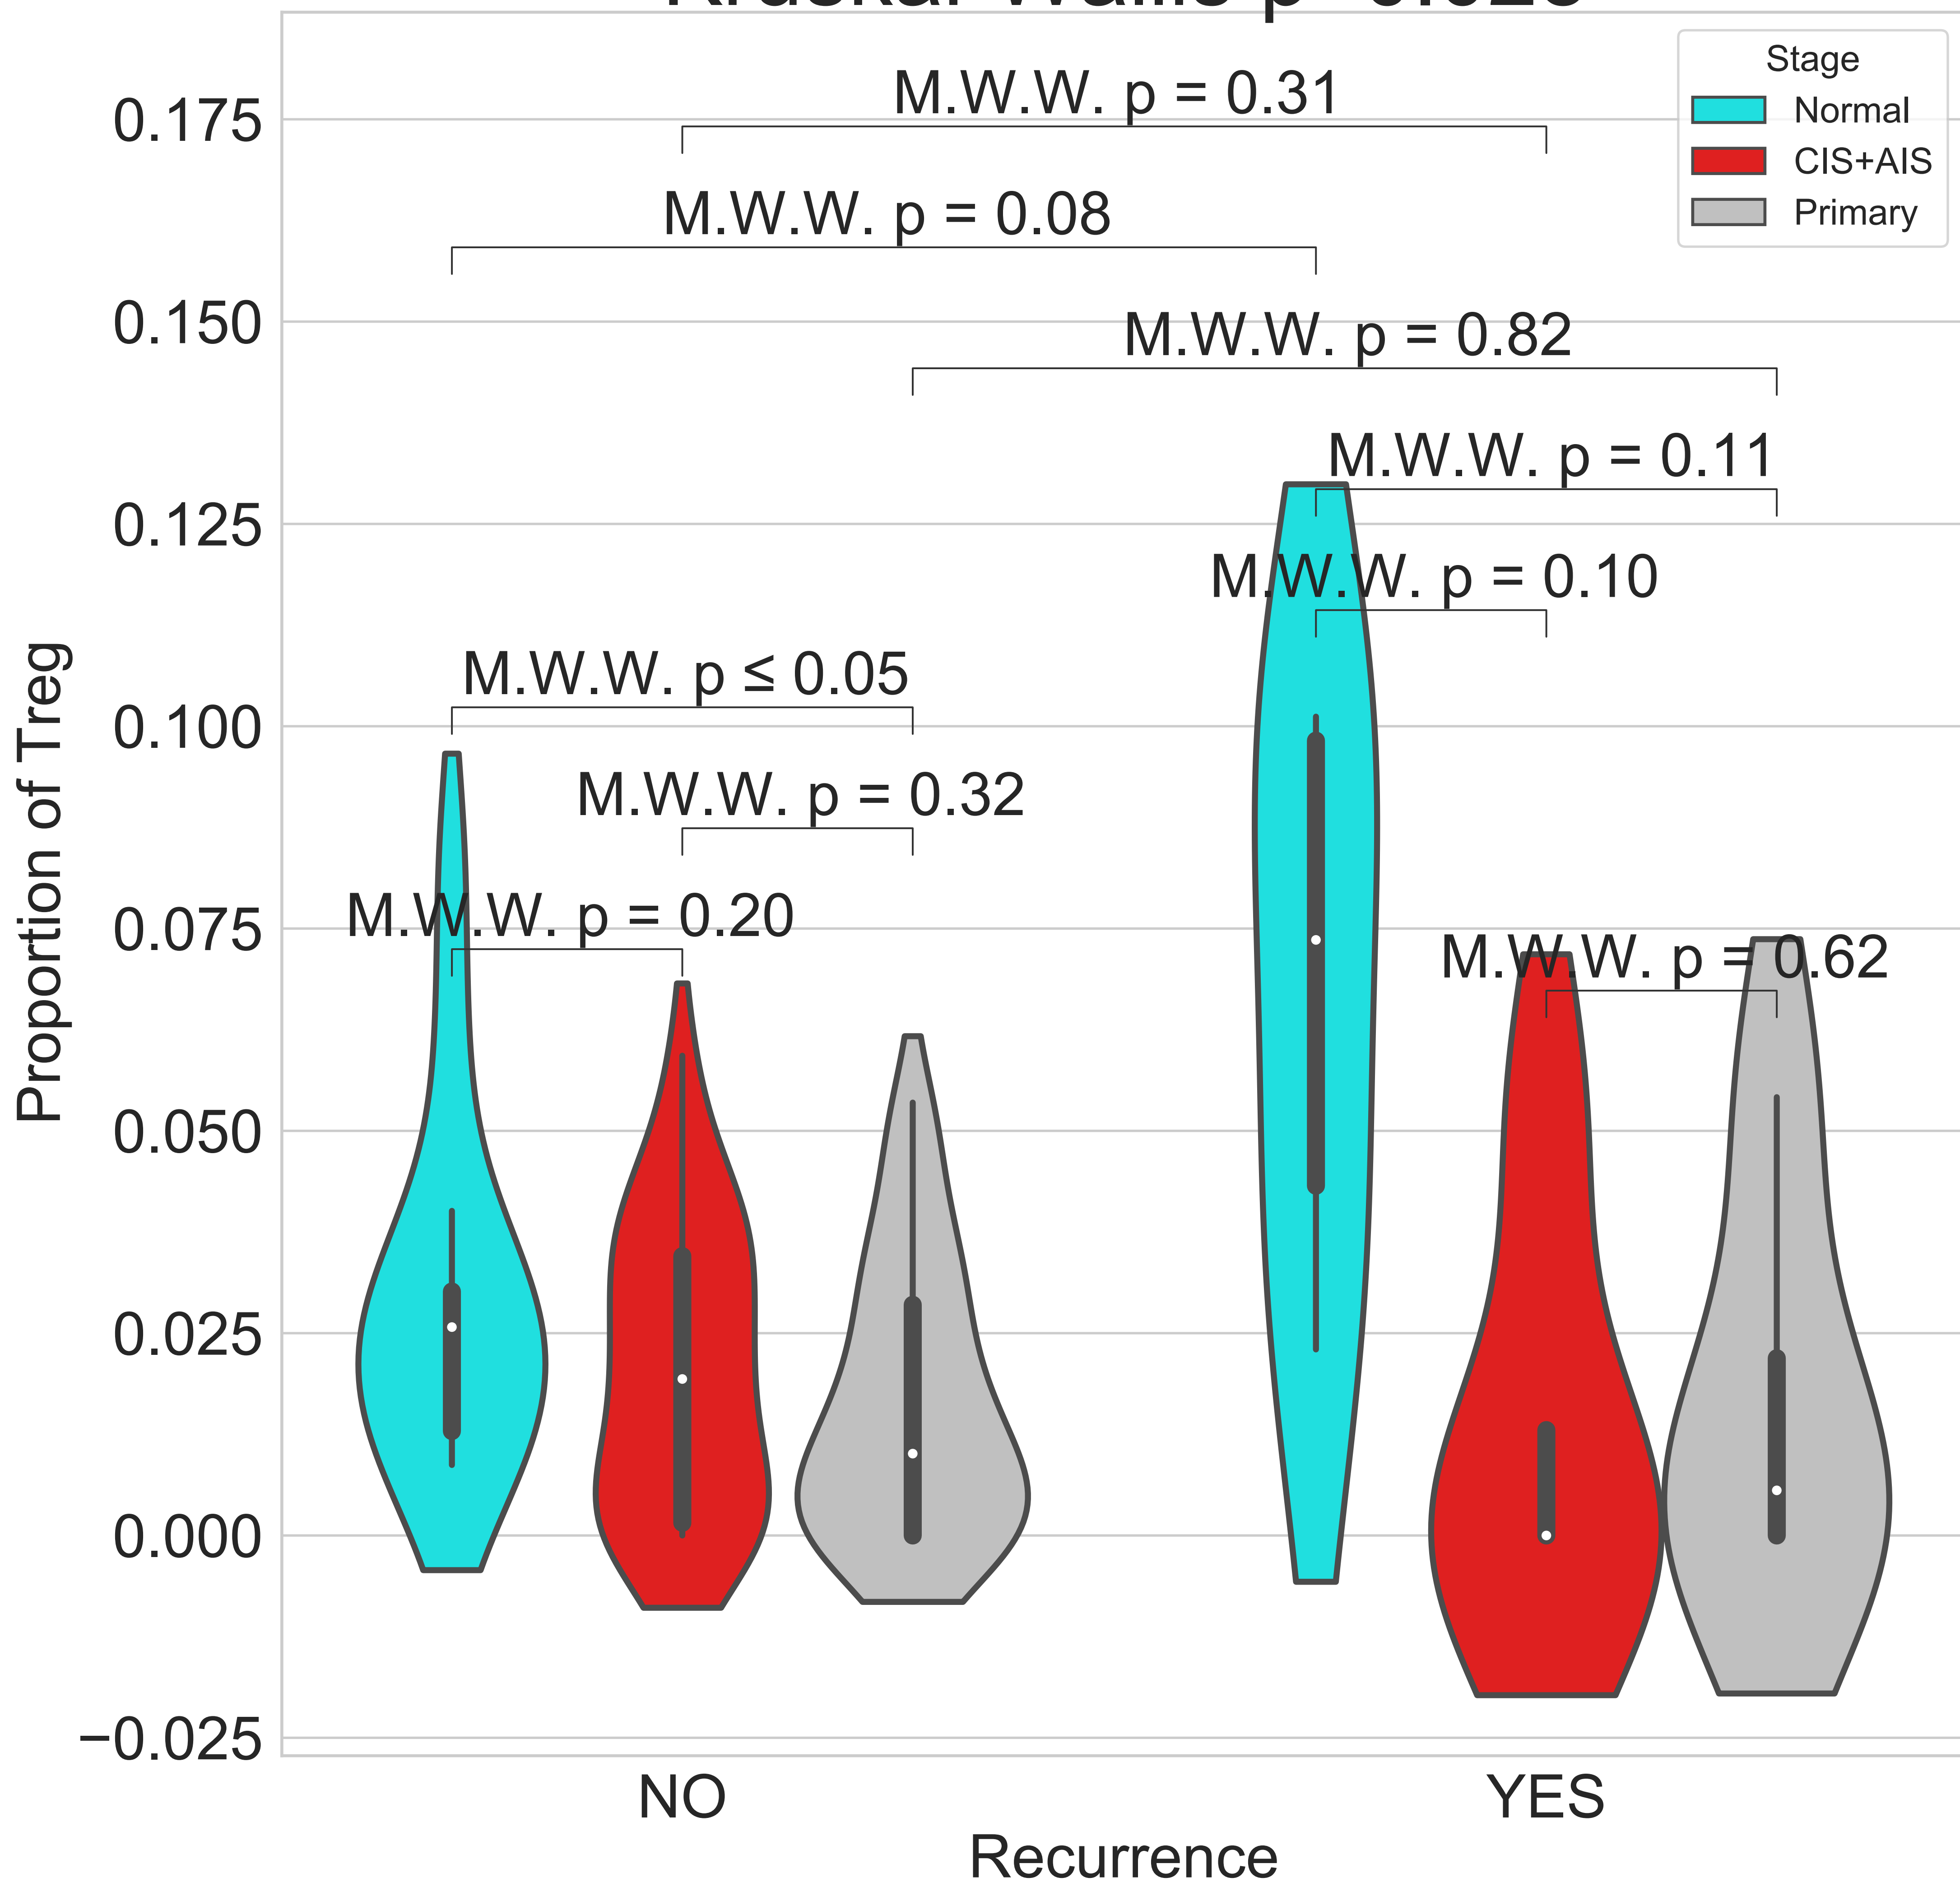 Stage
Normal
CIS+AIS
Primary
M.W.W. p = 0.31
M.W.W. p = 0.08
M.W.W. p = 0.82
M.W.W. p = 0.11
M.W.W. p = 0.10
M.W.W. p ≤ 0.05
M.W.W. p = 0.32
M.W.W. p = 0.20
M.W.W. p = 0.62
Proportion of Treg
0.175
0.150
0.125
0.100
0.075
0.050
0.025
0.000
−0.025
NO
YES
Recurrence